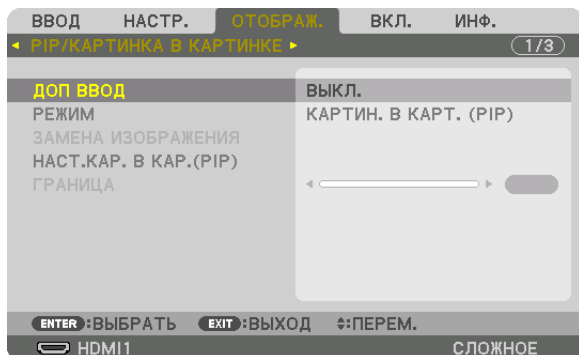 ВВОД НАСТР. ОТОБРАЖ. ВКЛ. ИНФ.
PIP/КАРТИНКА В КАРТИНКЕ 1/3
ДОП ВВОД ВЫКЛ.
РЕЖИМ КАРТИН. В КАРТ. (PIP)
ЗАМЕНА ИЗОБРАЖЕНИЯ
НАСТ.КАР. В КАР.(PIP)
ГРАНИЦА
ENTER :ВЫБРАТЬ EXIT :ВЫХОД :ПЕРЕМ.
HDMI1 СЛОЖНОЕ